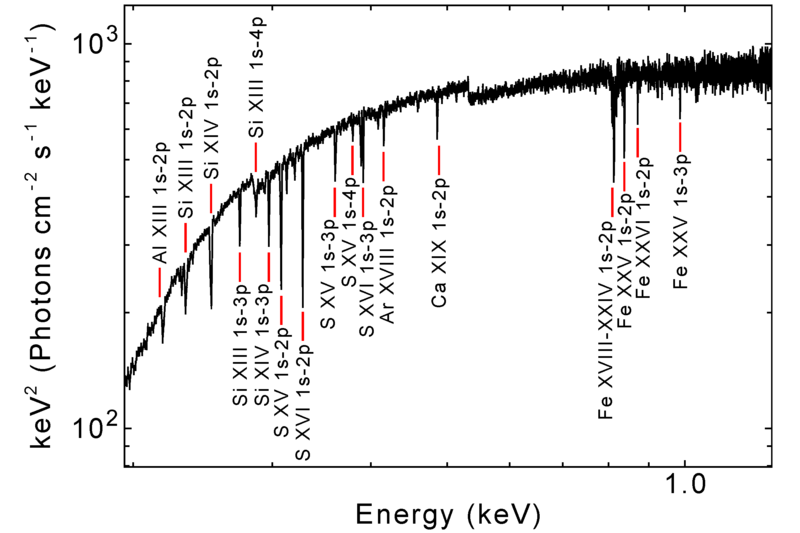 10³
10²
keV² (Photons cm⁻² s⁻¹ keV⁻¹)
Al XIII 1s-2p
Si XIII 1s-2p
Si XIV 1s-2p
Si XIII 1s-4p
Si XIII 1s-3p
Si XIV 1s-3p
S XV 1s-2p
S XVI 1s-2p
S XV 1s-3p
S XV 1s-4p
S XVI 1s-3p
Ar XVIII 1s-2p
Ca XIX 1s-2p
Fe XVIII-XXIV 1s-2p
Fe XXV 1s-2p
Fe XXVI 1s-2p
Fe XXV 1s-3p
1.0
Energy (keV)